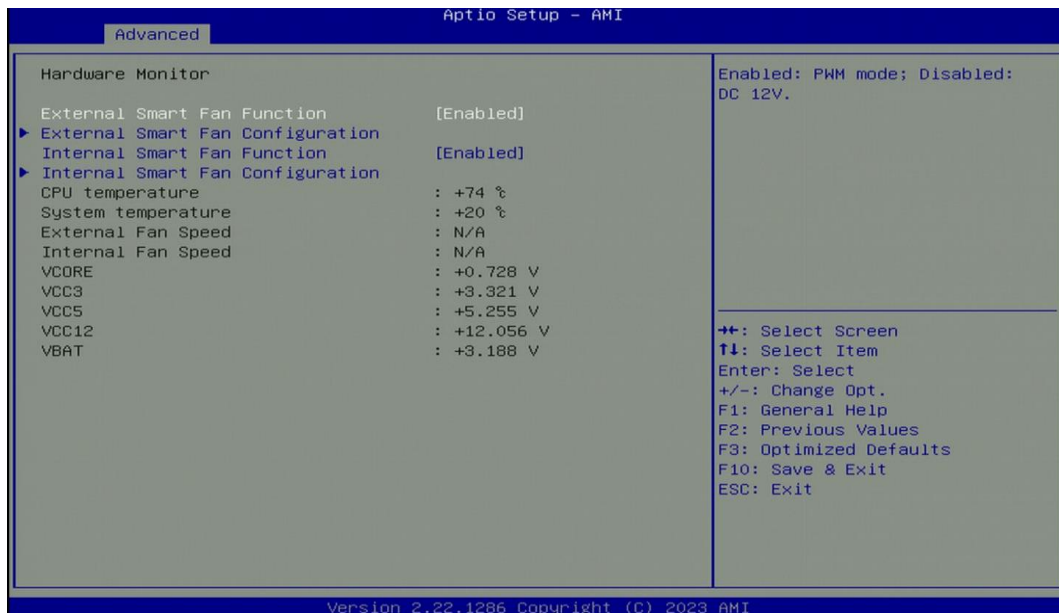 Aptio Setup – AMI
Advanced
Hardware Monitor
External Smart Fan Function [Enabled]
► External Smart Fan Configuration
Internal Smart Fan Function [Enabled]
► Internal Smart Fan Configuration
CPU temperature : +74 ℃
System temperature : +20 ℃
External Fan Speed : N/A
Internal Fan Speed : N/A
VCORE : +0.728 V
VCC3 : +3.321 V
VCC5 : +5.255 V
VCC12 : +12.056 V
VBAT : +3.188 V
Enabled: PWM mode; Disabled:
DC 12V.
→←: Select Screen
↑↓: Select Item
Enter: Select
+/-: Change Opt.
F1: General Help
F2: Previous Values
F3: Optimized Defaults
F10: Save & Exit
ESC: Exit
Version 2.22.1286 Copyright (C) 2023 AMI